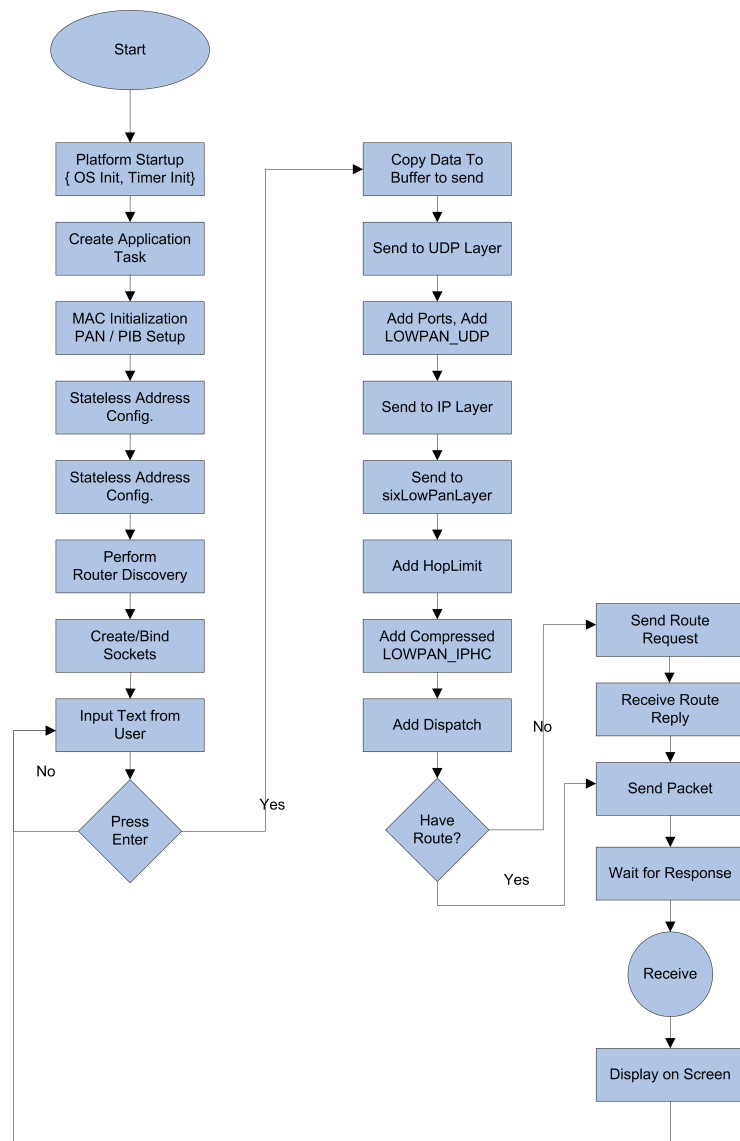 Start
Platform Startup
{ OS Init, Timer Init}
Create Application
Task
MAC Initialization
PAN / PIB Setup
Stateless Address
Config.
Stateless Address
Config.
Perform
Router Discovery
Create/Bind
Sockets
Input Text from
User
No
Press
Enter
Yes
Copy Data To
Buffer to send
Send to UDP Layer
Add Ports, Add
LOWPAN_UDP
Send to IP Layer
Send to
sixLowPanLayer
Add HopLimit
Add Compressed
LOWPAN_IPHC
Add Dispatch
Have
Route?
No
Yes
Send Route
Request
Receive Route
Reply
Send Packet
Wait for Response
Receive
Display on Screen